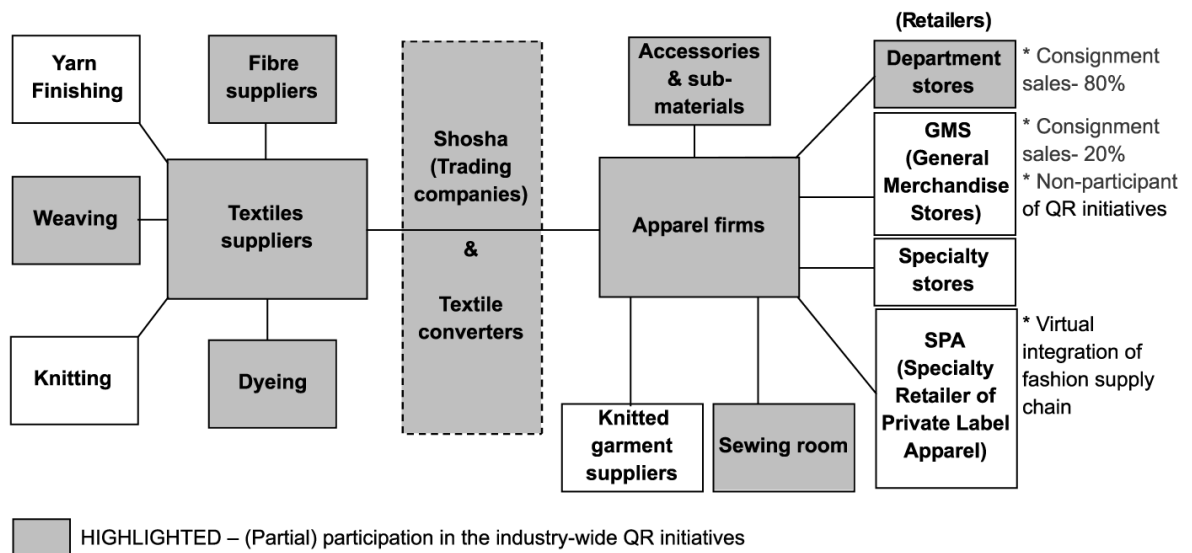 Yarn
Finishing
Fibre
suppliers
Weaving
Textiles
suppliers
Knitting
Dyeing
Shosha
(Trading
companies)
&
Textile
converters
Accessories
& sub-
materials
Apparel firms
Knitted
garment
suppliers
Sewing room
(Retailers)
Department
stores
* Consignment
sales- 80%
GMS
(General
Merchandise
Stores)
* Consignment
sales- 20%
* Non-participant
of QR initiatives
Specialty
stores
SPA
(Specialty
Retailer of
Private Label
Apparel)
* Virtual
integration of
fashion supply
chain
HIGHLIGHTED – (Partial) participation in the industry-wide QR initiatives